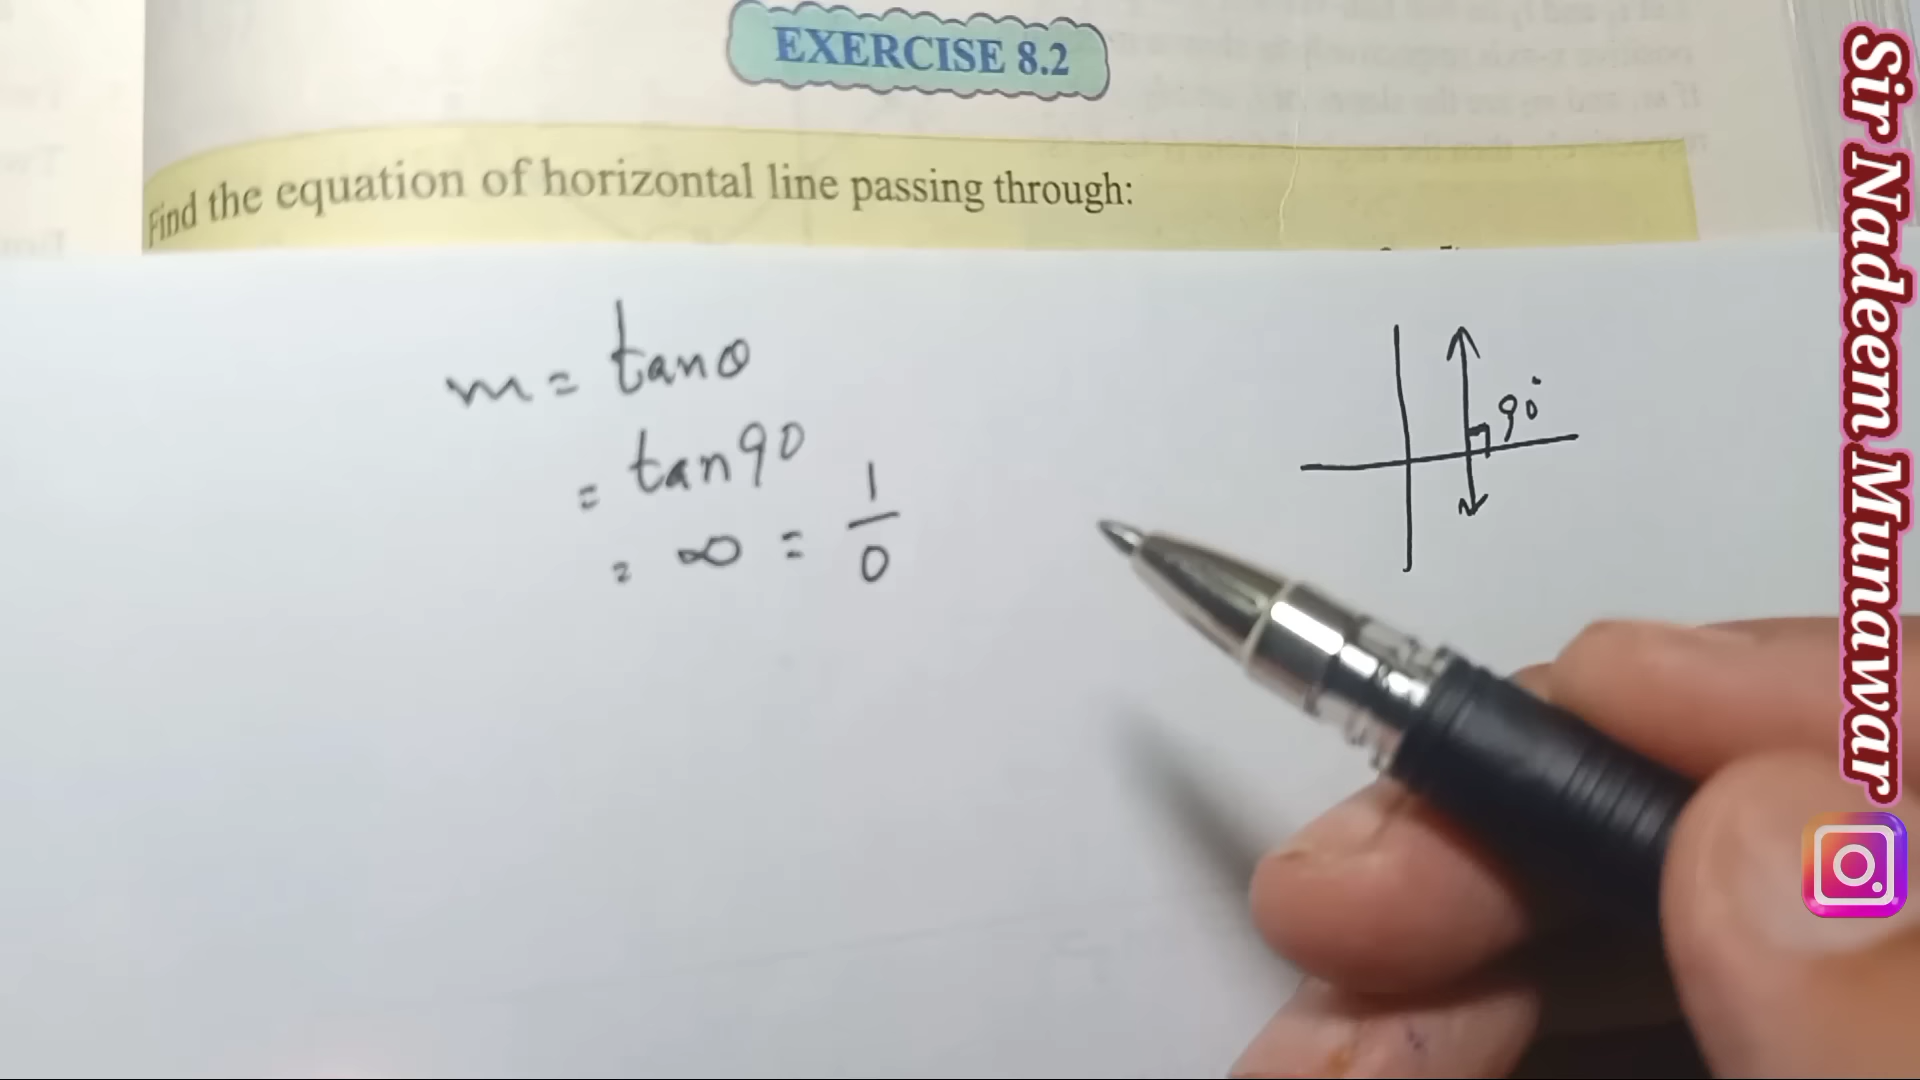 EXERCISE 8.2
Find the equation of horizontal line passing through:
m = tanθ
= tan90
= ∞ = 1/0
90°
Sir Nadeem Munawar